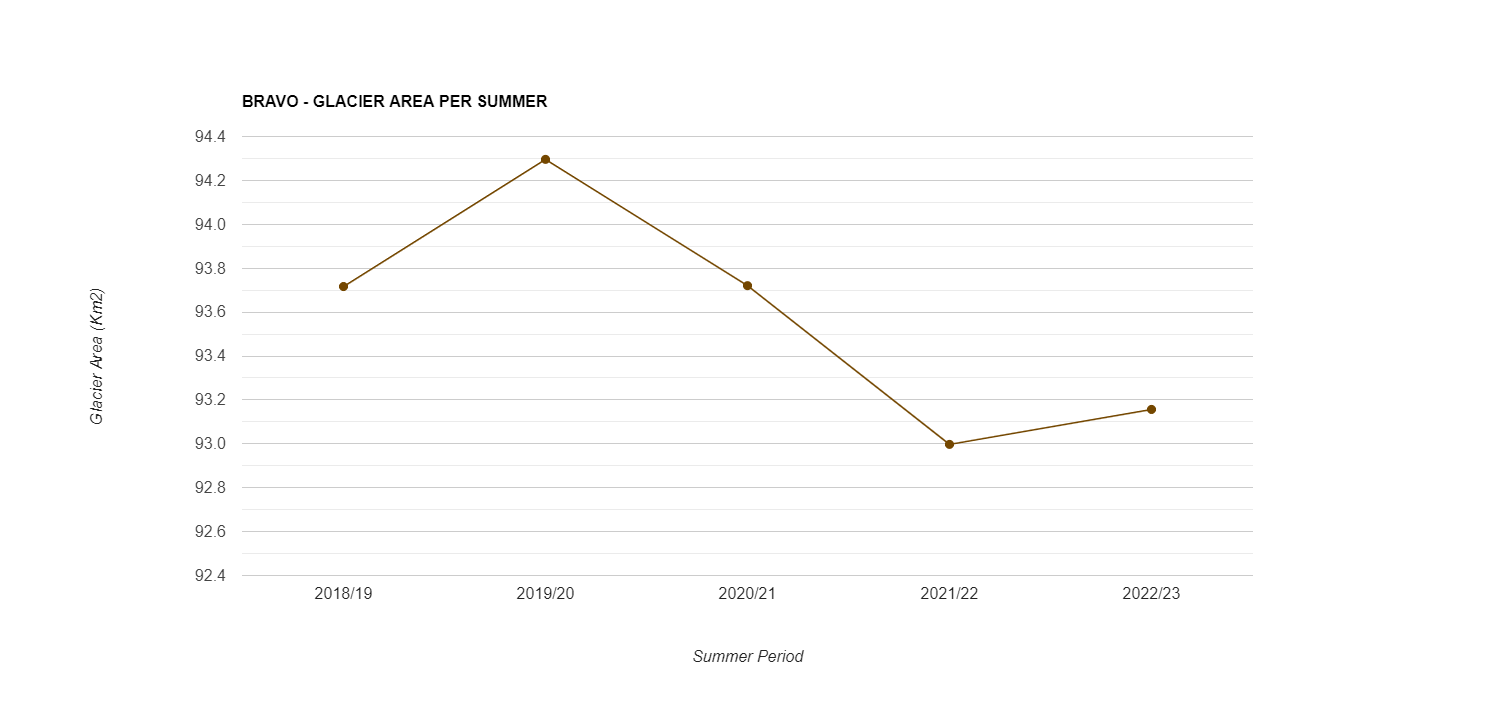 BRAVO - GLACIER AREA PER SUMMER
94.4
94.2
94.0
93.8
93.6
93.4
93.2
93.0
92.8
92.6
92.4
Glacier Area (Km2)
2018/19 2019/20 2020/21 2021/22 2022/23
Summer Period